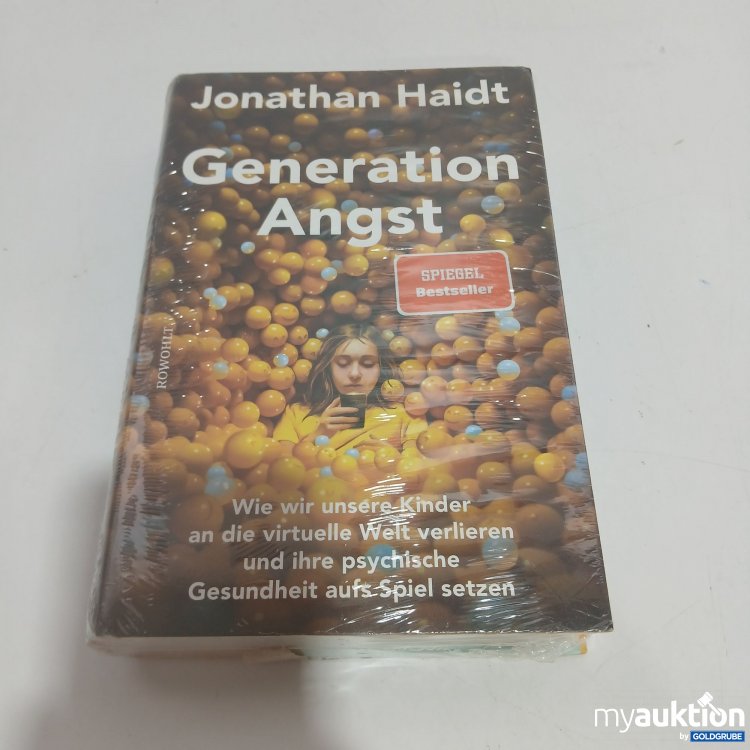 Jonathan Haidt
Generation
Angst
SPIEGEL
Bestseller
ROWOHLT
Wie wir unsere Kinder
an die virtuelle Welt verlieren
und ihre psychische
Gesundheit aufs Spiel setzen
myauktion
by GOLDGRUBE